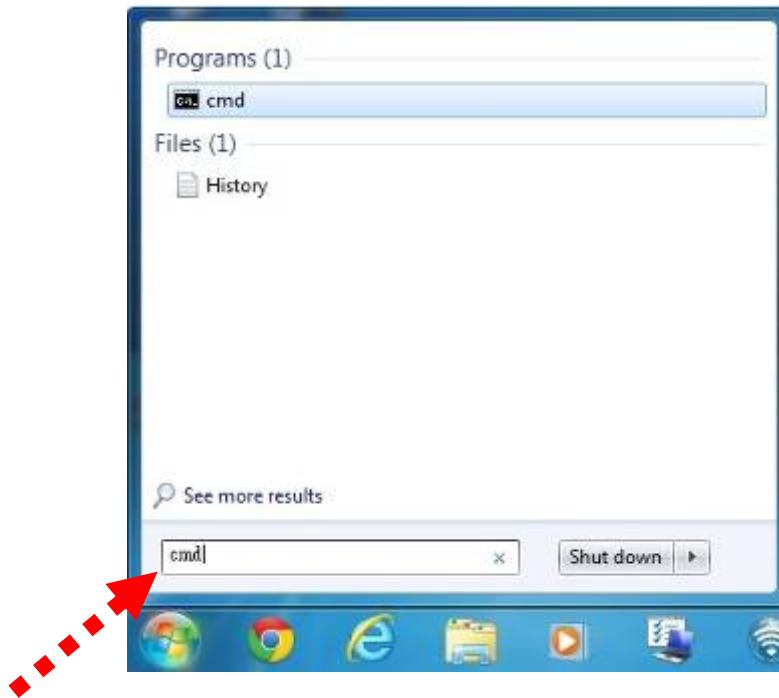 Programs (1)
cmd
Files (1)
History
See more results
cmd
Shut down